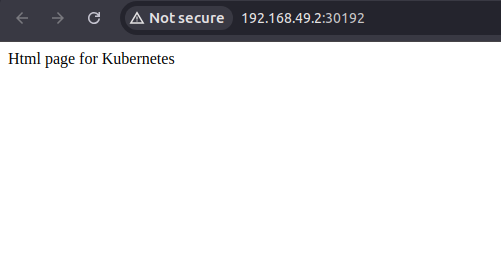 Not secure 192.168.49.2:30192
Html page for Kubernetes